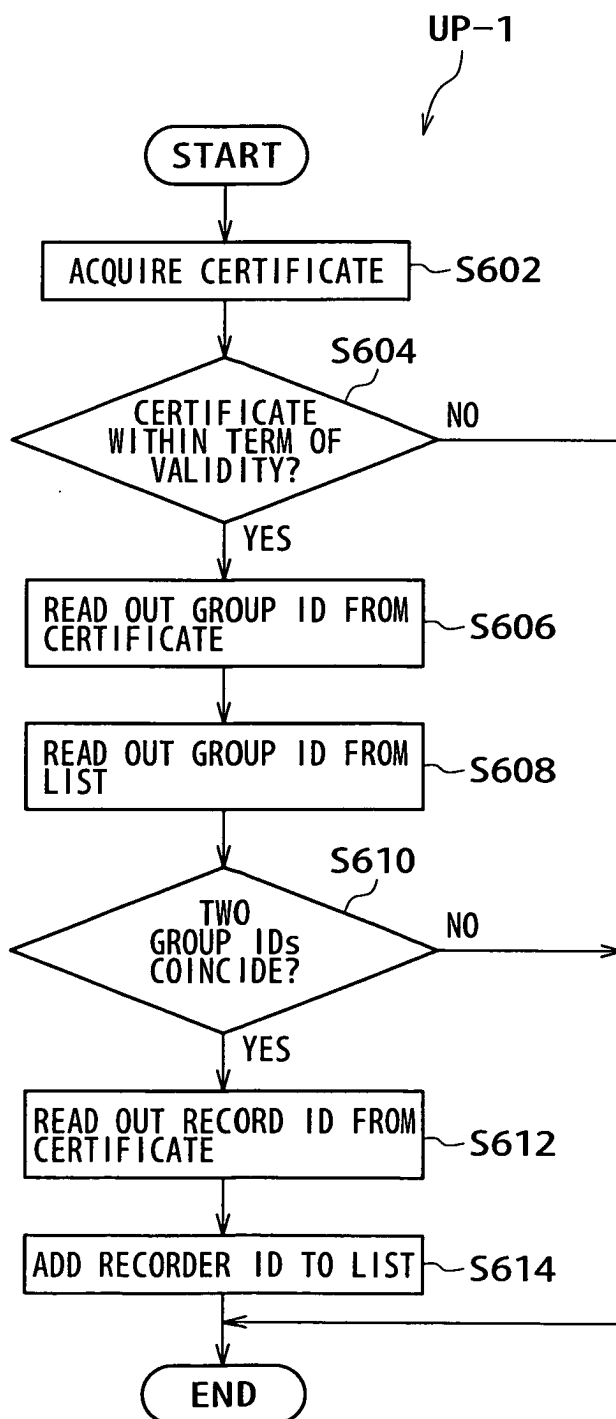 UP-1
START
ACQUIRE CERTIFICATE
S602
S604
CERTIFICATE
WITHIN TERM OF
VALIDITY?
NO
YES
READ OUT GROUP ID FROM
CERTIFICATE
S606
READ OUT GROUP ID FROM
LIST
S608
S610
TWO
GROUP IDs
COINCIDE?
NO
YES
READ OUT RECORD ID FROM
CERTIFICATE
S612
ADD RECORDER ID TO LIST
S614
END